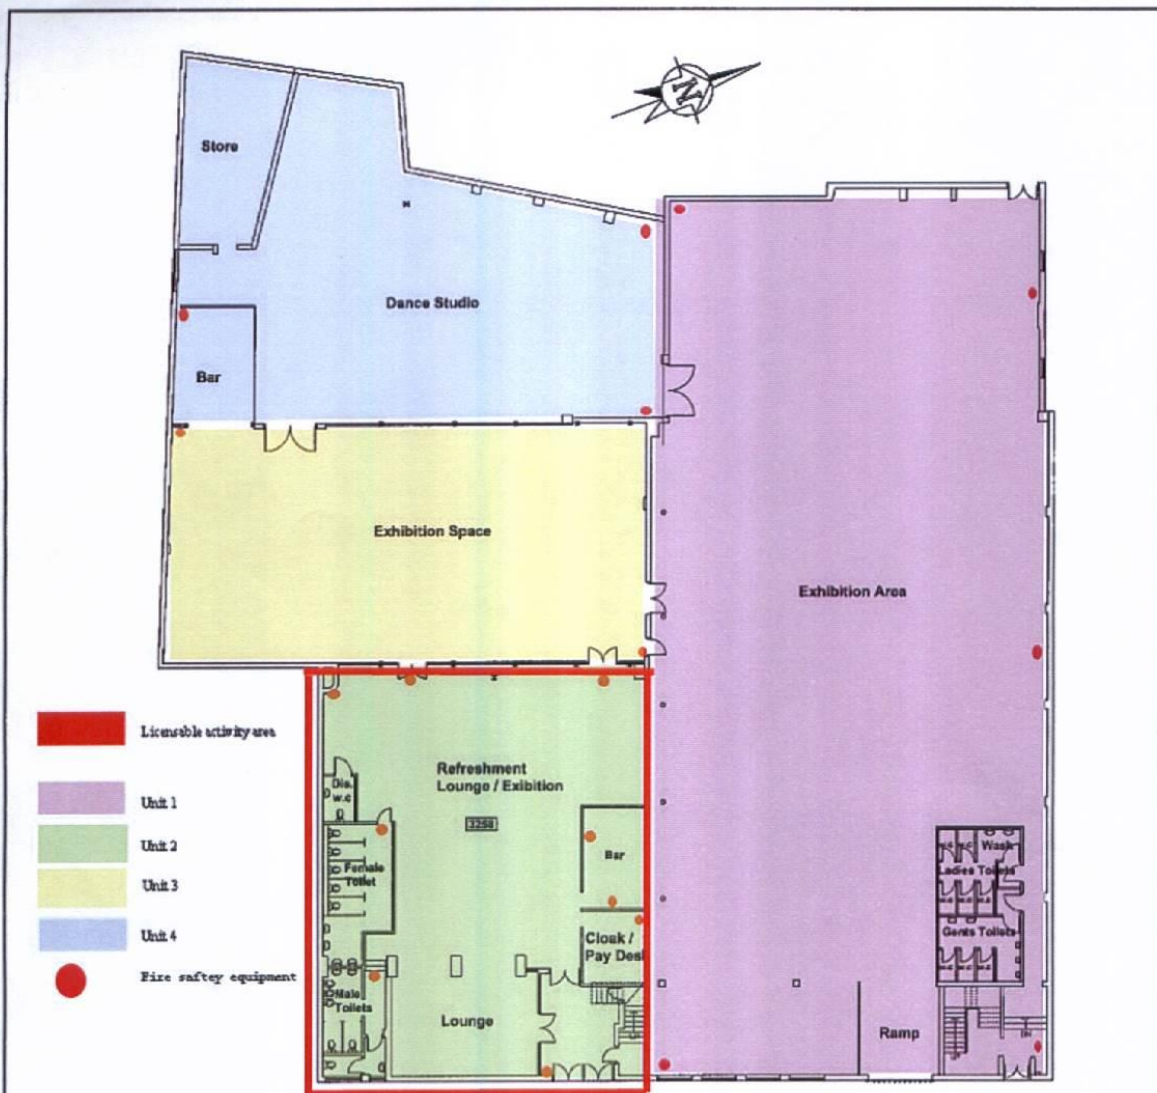 N
Store
Dance Studio
Bar
Exhibition Space
Exhibition Area
Licensable activity area
Unit 1
Unit 2
Unit 3
Unit 4
Fire saftey equipment
Refreshment
Lounge / Exibition
3250
Dis.
w.c
Female
Toilet
Bar
Cloak /
Pay Desk
Male
Toilets
Lounge
Wash
Ladies Toilets
Gents Toilets
Ramp